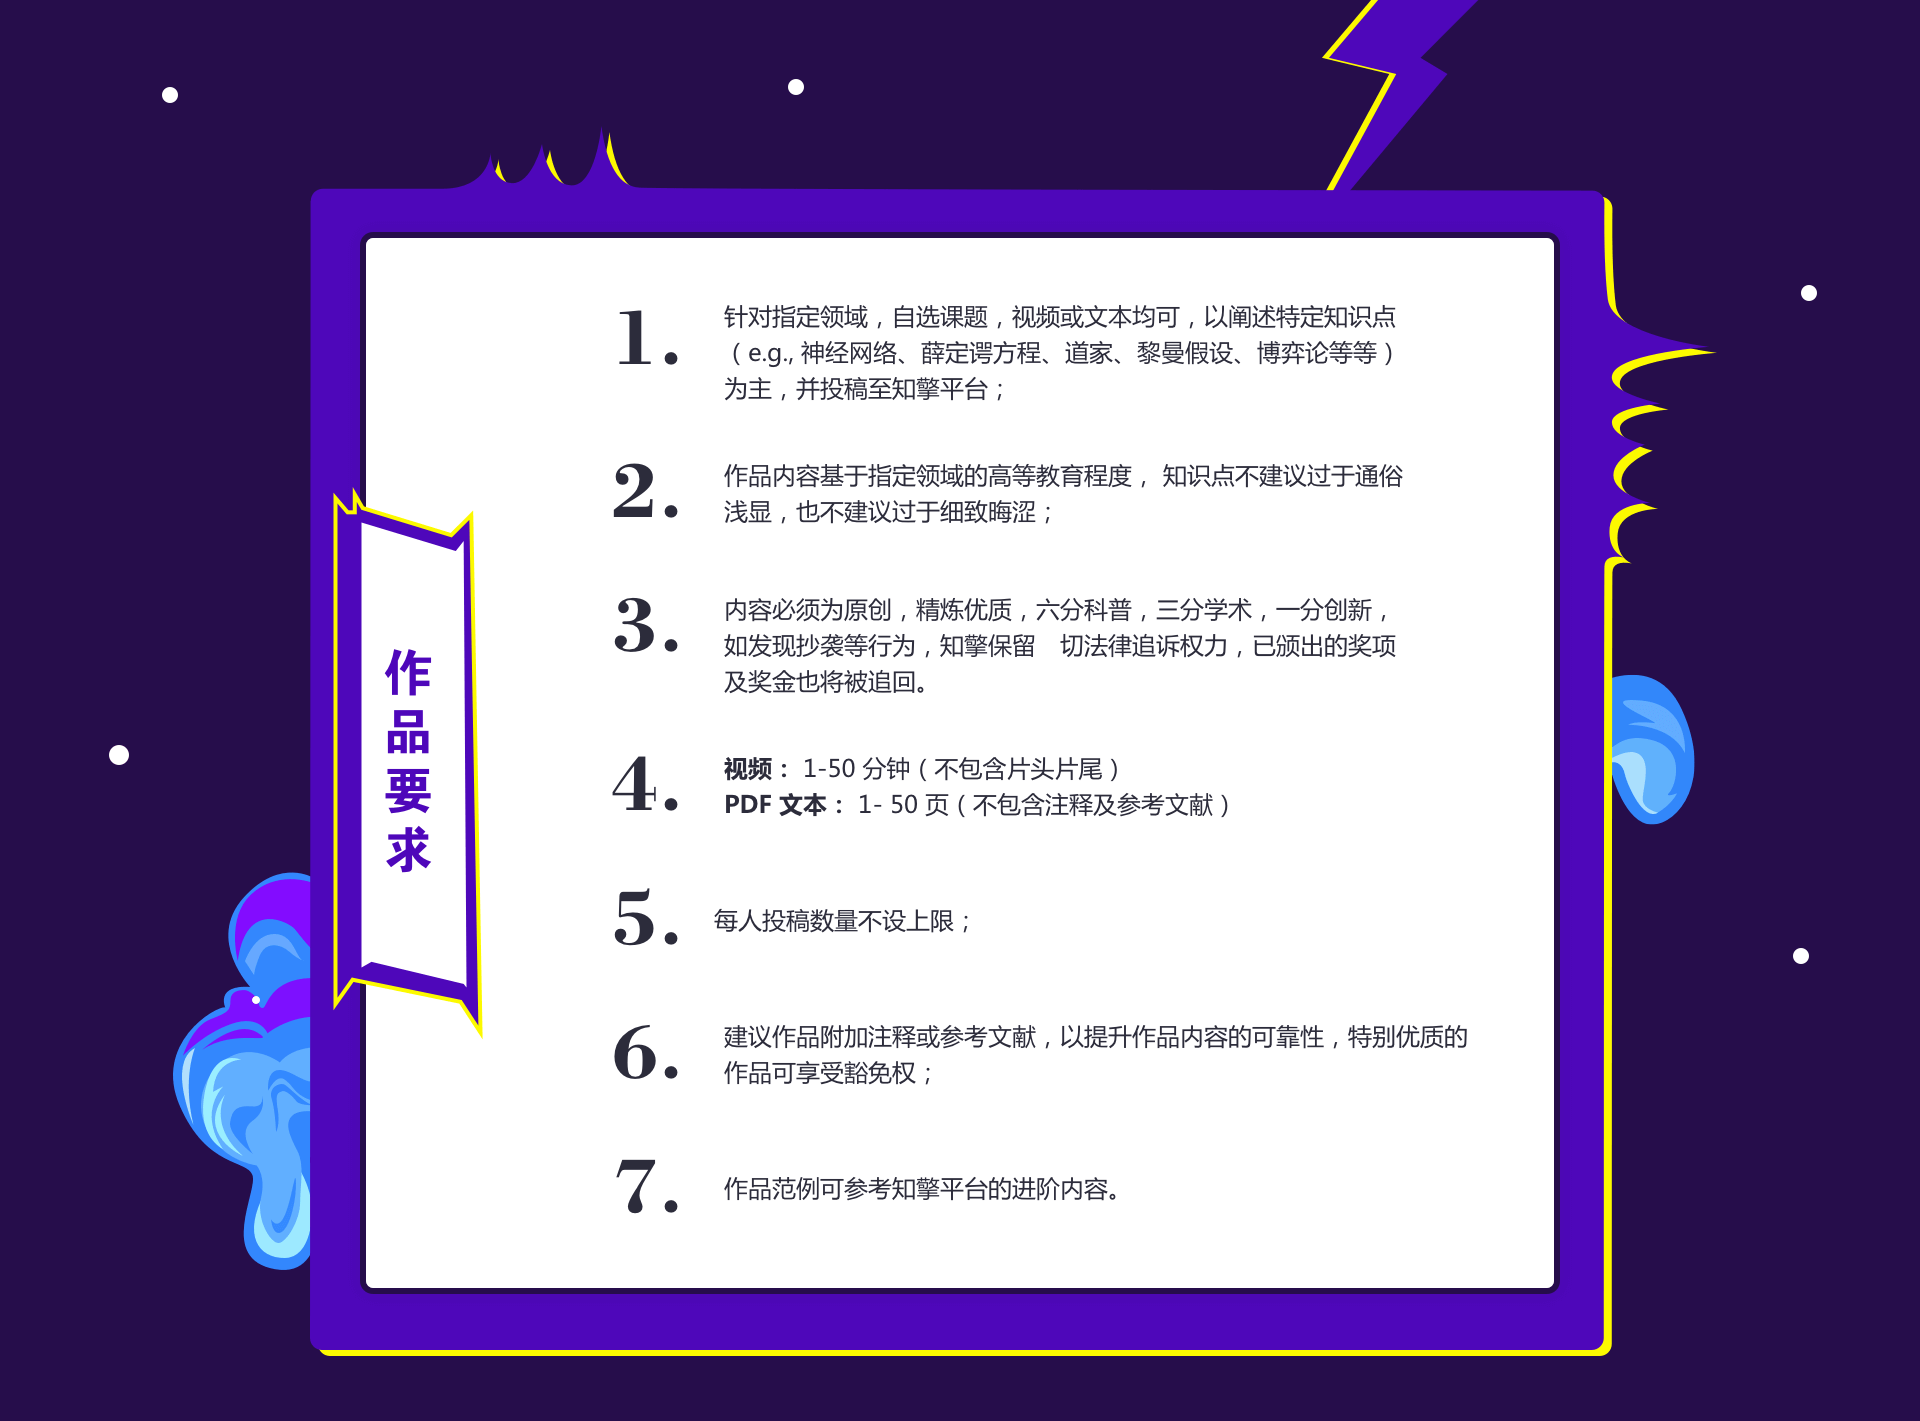 作品要求
1. 针对指定领域，自选课题，视频或文本均可，以阐述特定知识点
（e.g., 神经网络、薛定谔方程、道家、黎曼假设、博弈论等等）
为主，并投稿至知擎平台；
2. 作品内容基于指定领域的高等教育程度， 知识点不建议过于通俗
浅显，也不建议过于细致晦涩；
3. 内容必须为原创，精炼优质，六分科普，三分学术，一分创新，
如发现抄袭等行为，知擎保留 切法律追诉权力，已颁出的奖项
及奖金也将被追回。
4. 视频： 1-50 分钟（不包含片头片尾）
PDF 文本： 1- 50 页（不包含注释及参考文献）
5. 每人投稿数量不设上限；
6. 建议作品附加注释或参考文献，以提升作品内容的可靠性，特别优质的
作品可享受豁免权；
7. 作品范例可参考知擎平台的进阶内容。